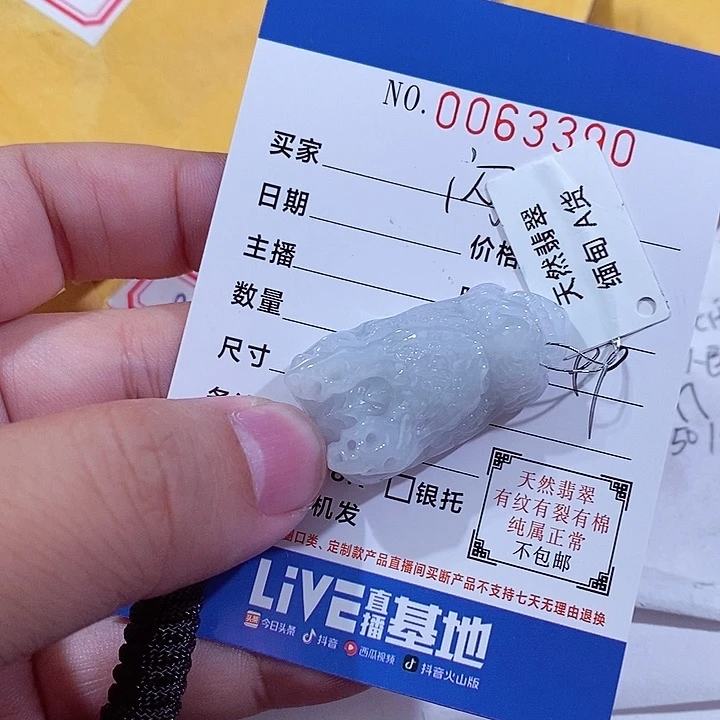 NO.
买家
日期
价格
主播
数量
尺寸
天然翡翠
缅甸 A货
银托
机发
天然翡翠
有纹有裂有棉
纯属正常
不包邮
口类、定制款产品直播间买断产品不支持七天无理由退换
LiVE直播基地
头条 今日头条 抖音 西瓜视频 抖音火山版